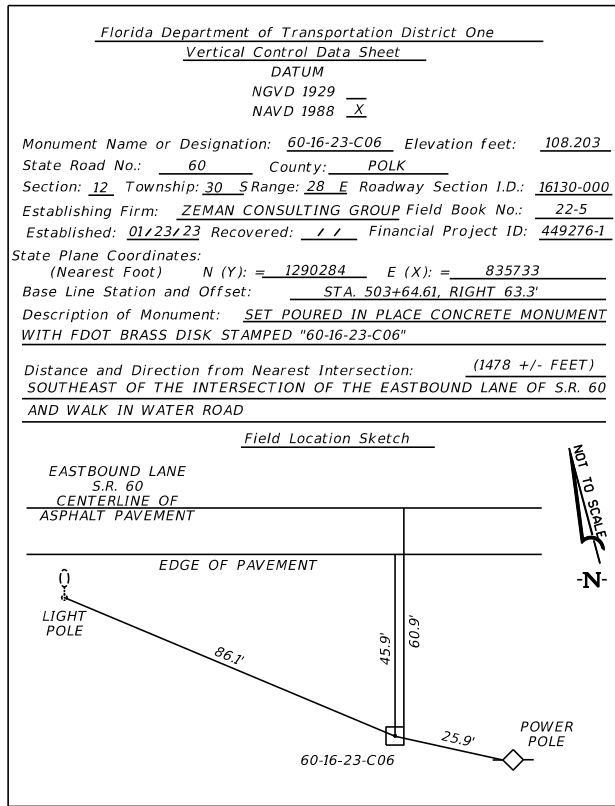 Florida Department of Transportation District One
Vertical Control Data Sheet
DATUM
NGVD 1929 __
NAVD 1988 X
Monument Name or Designation: 60-16-23-C06 Elevation feet: 108.203
State Road No.: 60 County: POLK
Section: 12 Township: 30 S Range: 28 E Roadway Section I.D.: 16130-000
Establishing Firm: ZEMAN CONSULTING GROUP Field Book No.: 22-5
Established: 01/23/23 Recovered: / / Financial Project ID: 449276-1
State Plane Coordinates:
(Nearest Foot) N (Y): = 1290284 E (X): = 835733
Base Line Station and Offset: STA. 503+64.61, RIGHT 63.3'
Description of Monument: SET POURED IN PLACE CONCRETE MONUMENT
WITH FDOT BRASS DISK STAMPED "60-16-23-C06"
Distance and Direction from Nearest Intersection: (1478 +/- FEET)
SOUTHEAST OF THE INTERSECTION OF THE EASTBOUND LANE OF S.R. 60
AND WALK IN WATER ROAD
Field Location Sketch
EASTBOUND LANE
S.R. 60
CENTERLINE OF
ASPHALT PAVEMENT
NOT TO SCALE
-N-
EDGE OF PAVEMENT
LIGHT
POLE
86.1'
45.9'
60.9'
25.9'
POWER
POLE
60-16-23-C06